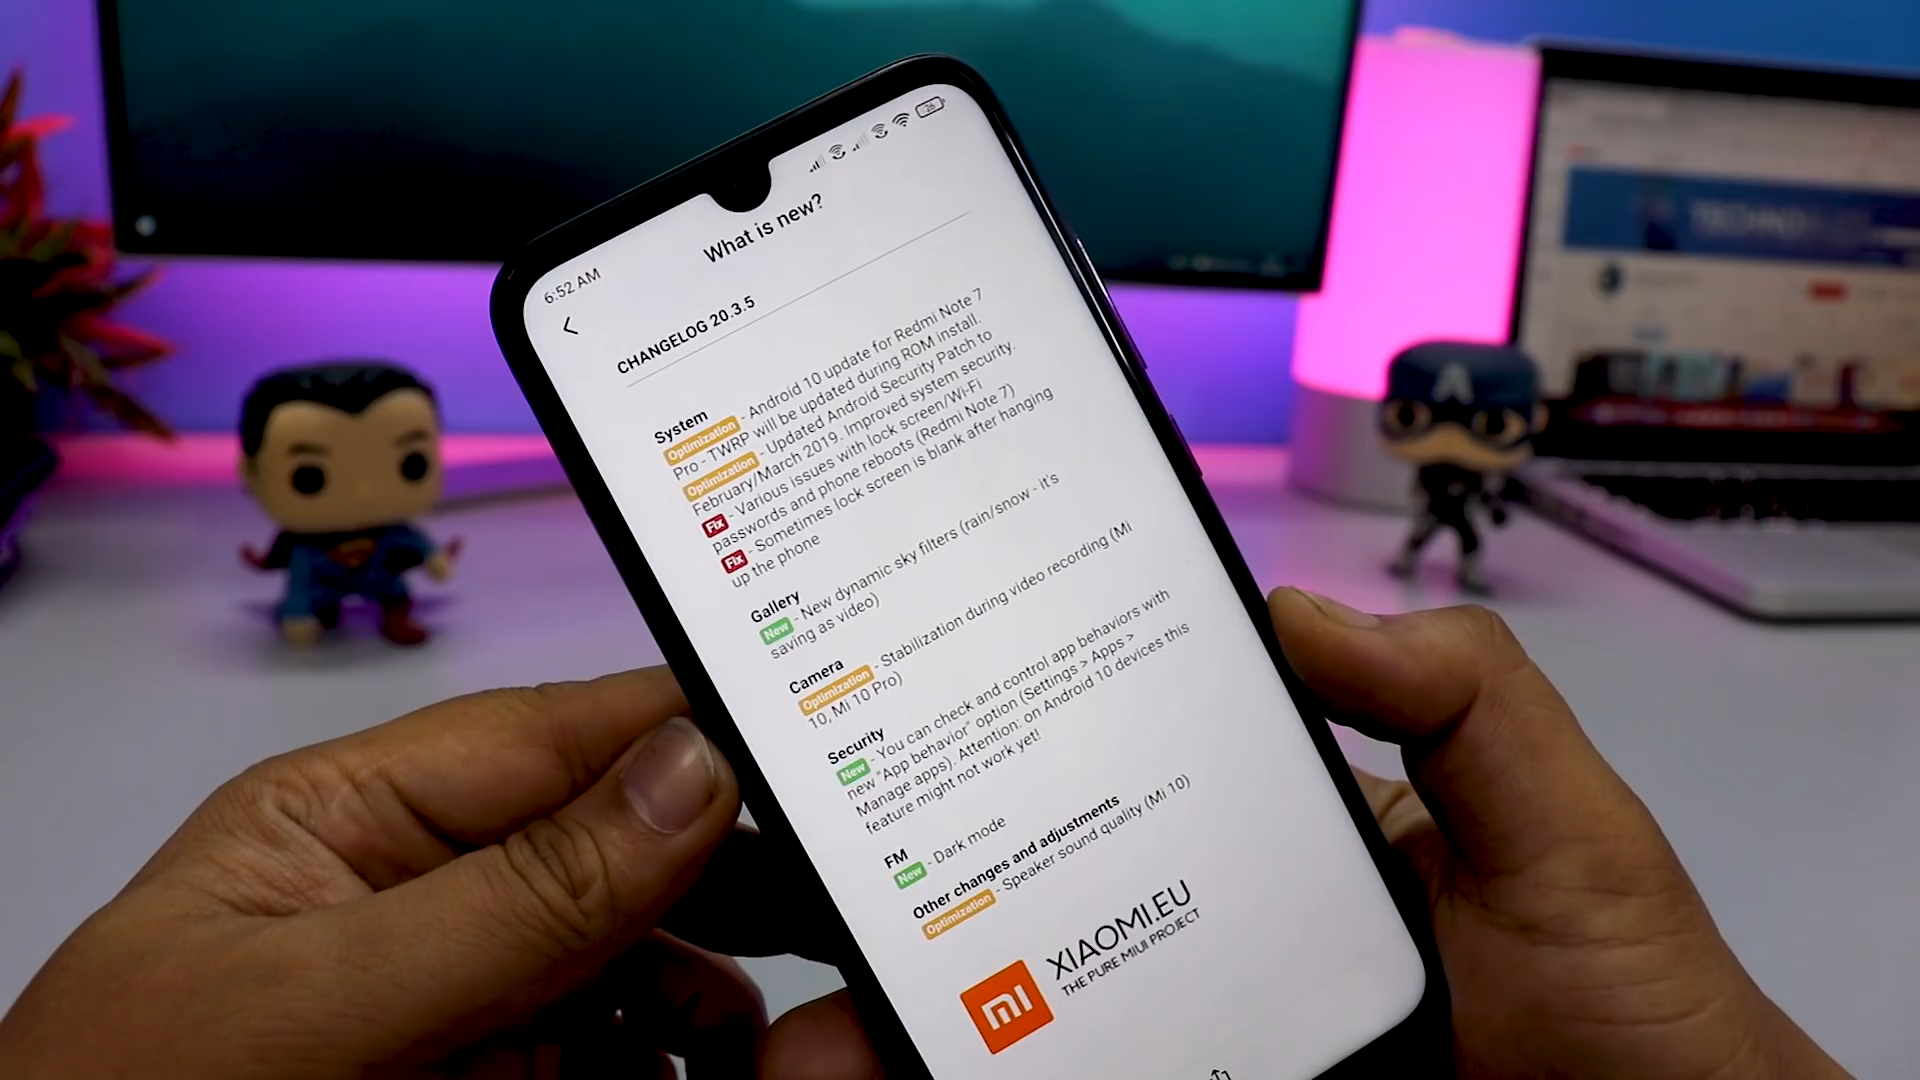 26
6:52 AM
What is new?
CHANGELOG 20.3.5
System
Optimization - Android 10 update for Redmi Note 7
Pro - TWRP will be updated during ROM install.
Optimization - Updated Android Security Patch to
February/March 2019. Improved system security.
Fix - Various issues with lock screen/Wi-Fi
passwords and phone reboots (Redmi Note 7)
Fix - Sometimes lock screen is blank after hanging
up the phone
Gallery
New - New dynamic sky filters (rain/snow - it's
saving as video)
Camera
Optimization - Stabilization during video recording (Mi
10, Mi 10 Pro)
Security
New - You can check and control app behaviors with
new "App behavior" option (Settings > Apps >
Manage apps). Attention: on Android 10 devices this
feature might not work yet!
FM
New - Dark mode
Other changes and adjustments
Optimization - Speaker sound quality (Mi 10)
mi
XIAOMI.EU
THE PURE MIUI PROJECT
A